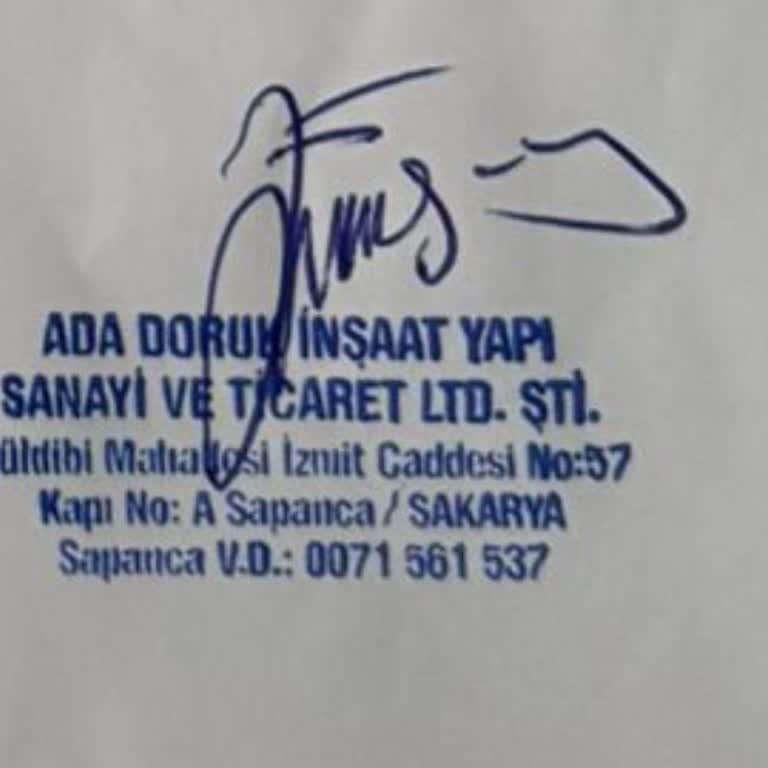 ADA DORUK İNŞAAT YAPI
SANAYİ VE TİCARET LTD. ŞTİ.
üldibi Mahallesi İzmit Caddesi No:57
Kapı No: A Sapanca / SAKARYA
Sapanca V.D.: 0071 561 537